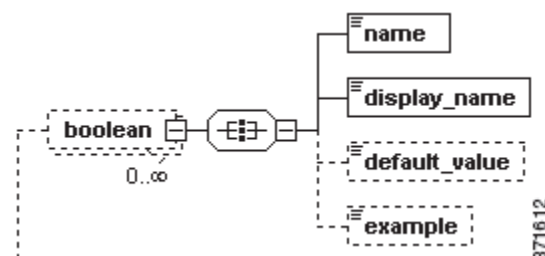 name
display_name
boolean
0..∞
default_value
example
371612